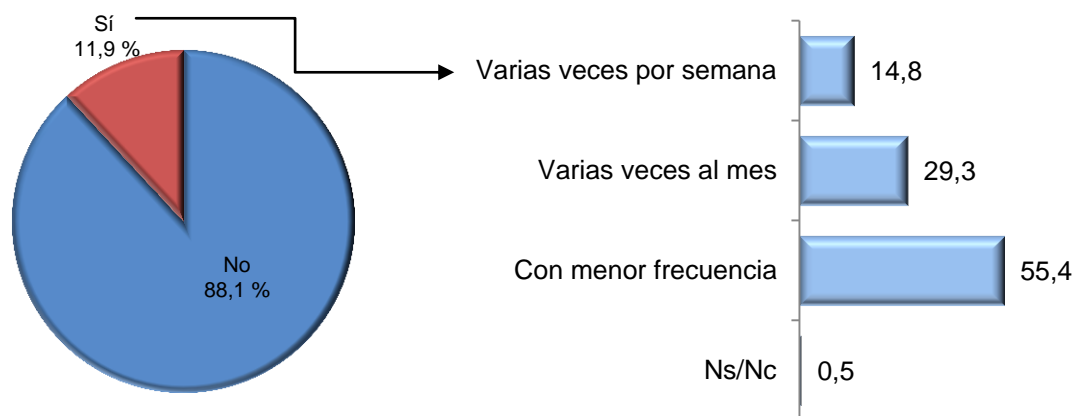 Sí
11,9 %
No
88,1 %
Varias veces por semana
14,8
Varias veces al mes
29,3
Con menor frecuencia
55,4
Ns/Nc
0,5